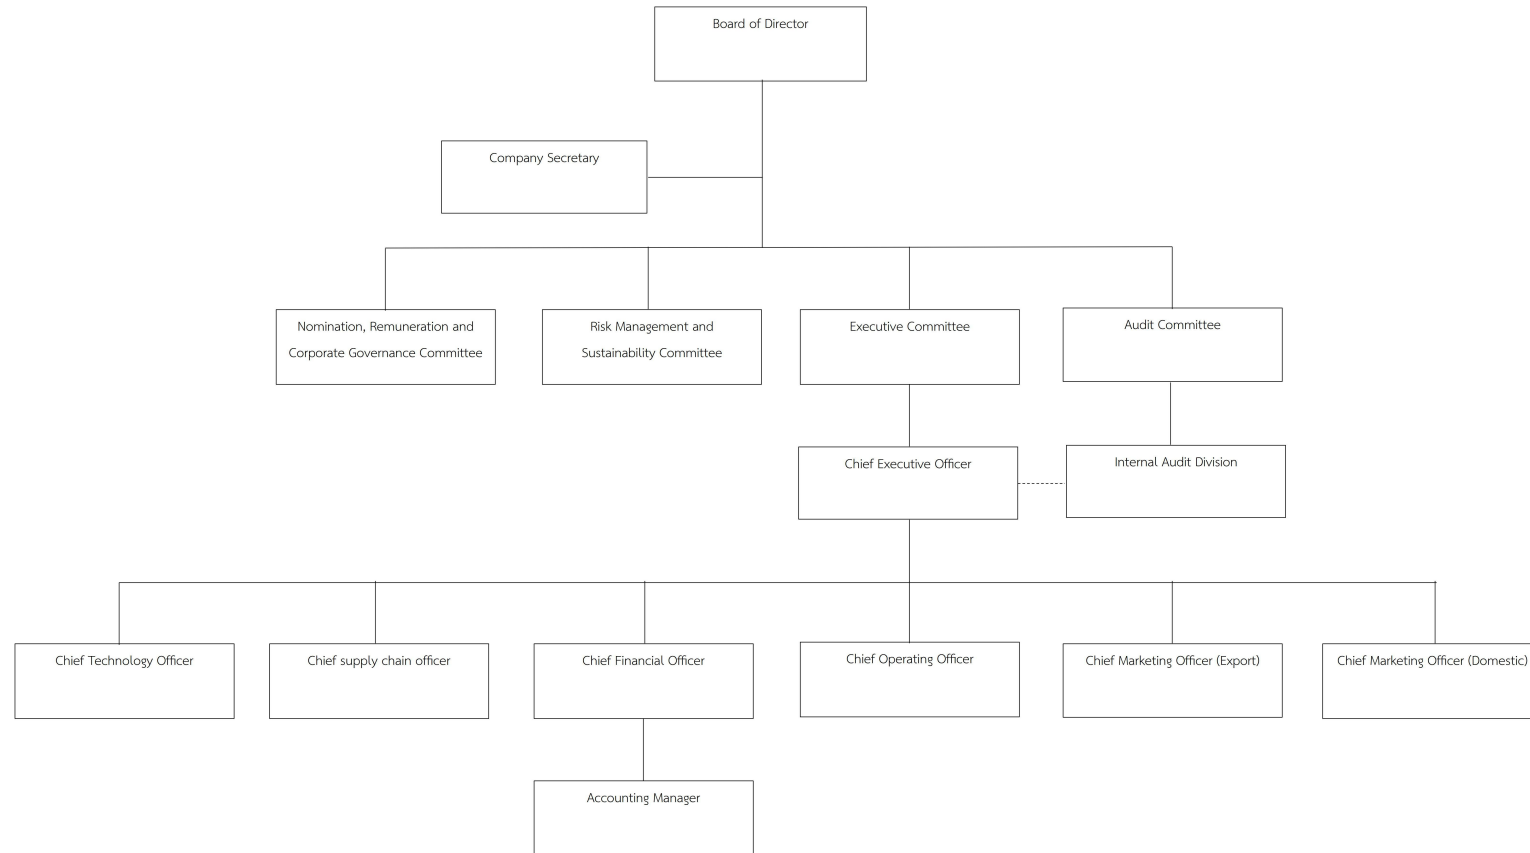 Board of Director
Company Secretary
Nomination, Remuneration and
Corporate Governance Committee
Risk Management and
Sustainability Committee
Executive Committee
Audit Committee
Chief Executive Officer
Internal Audit Division
Chief Technology Officer
Chief supply chain officer
Chief Financial Officer
Chief Operating Officer
Chief Marketing Officer (Export)
Chief Marketing Officer (Domestic)
Accounting Manager